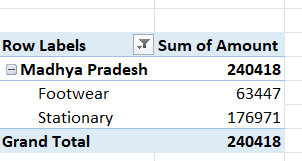 Row Labels Sum of Amount
Madhya Pradesh 240418
Footwear 63447
Stationary 176971
Grand Total 240418